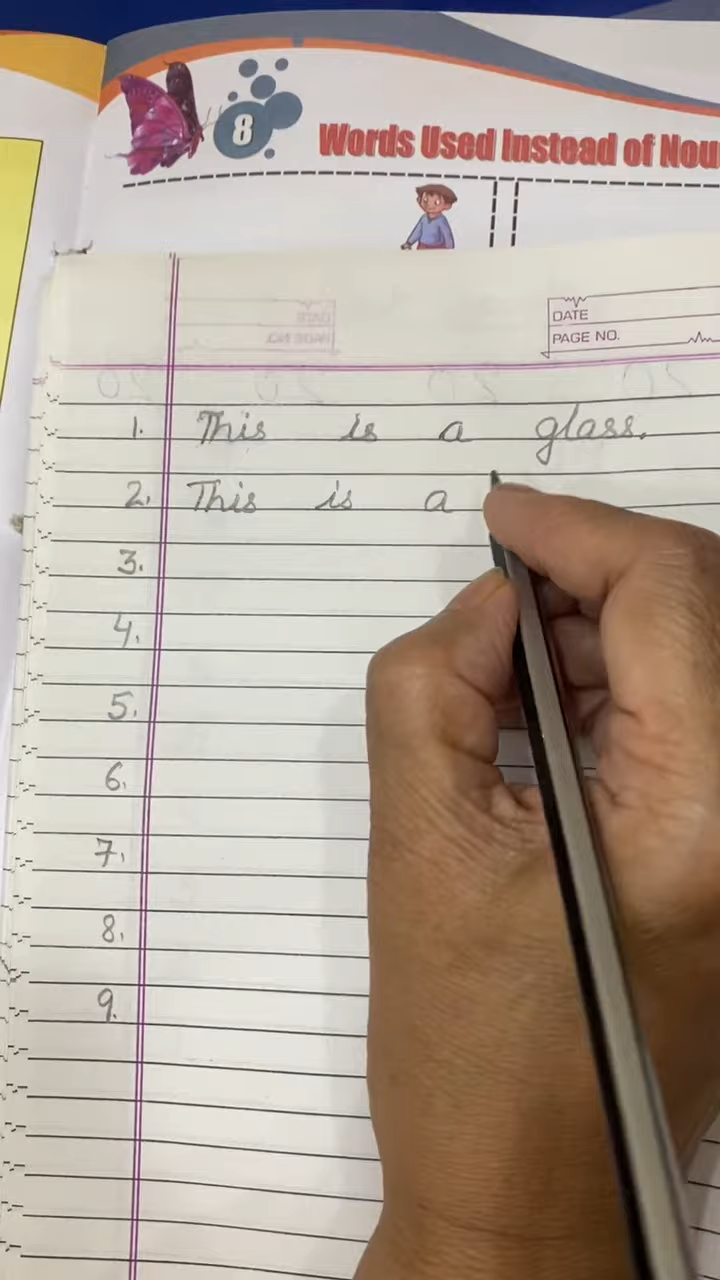 8
Words Used Instead of Nou
DATE
PAGE NO.
1. This is a glass.
2. This is a
3.
4.
5.
6.
7.
8.
9.